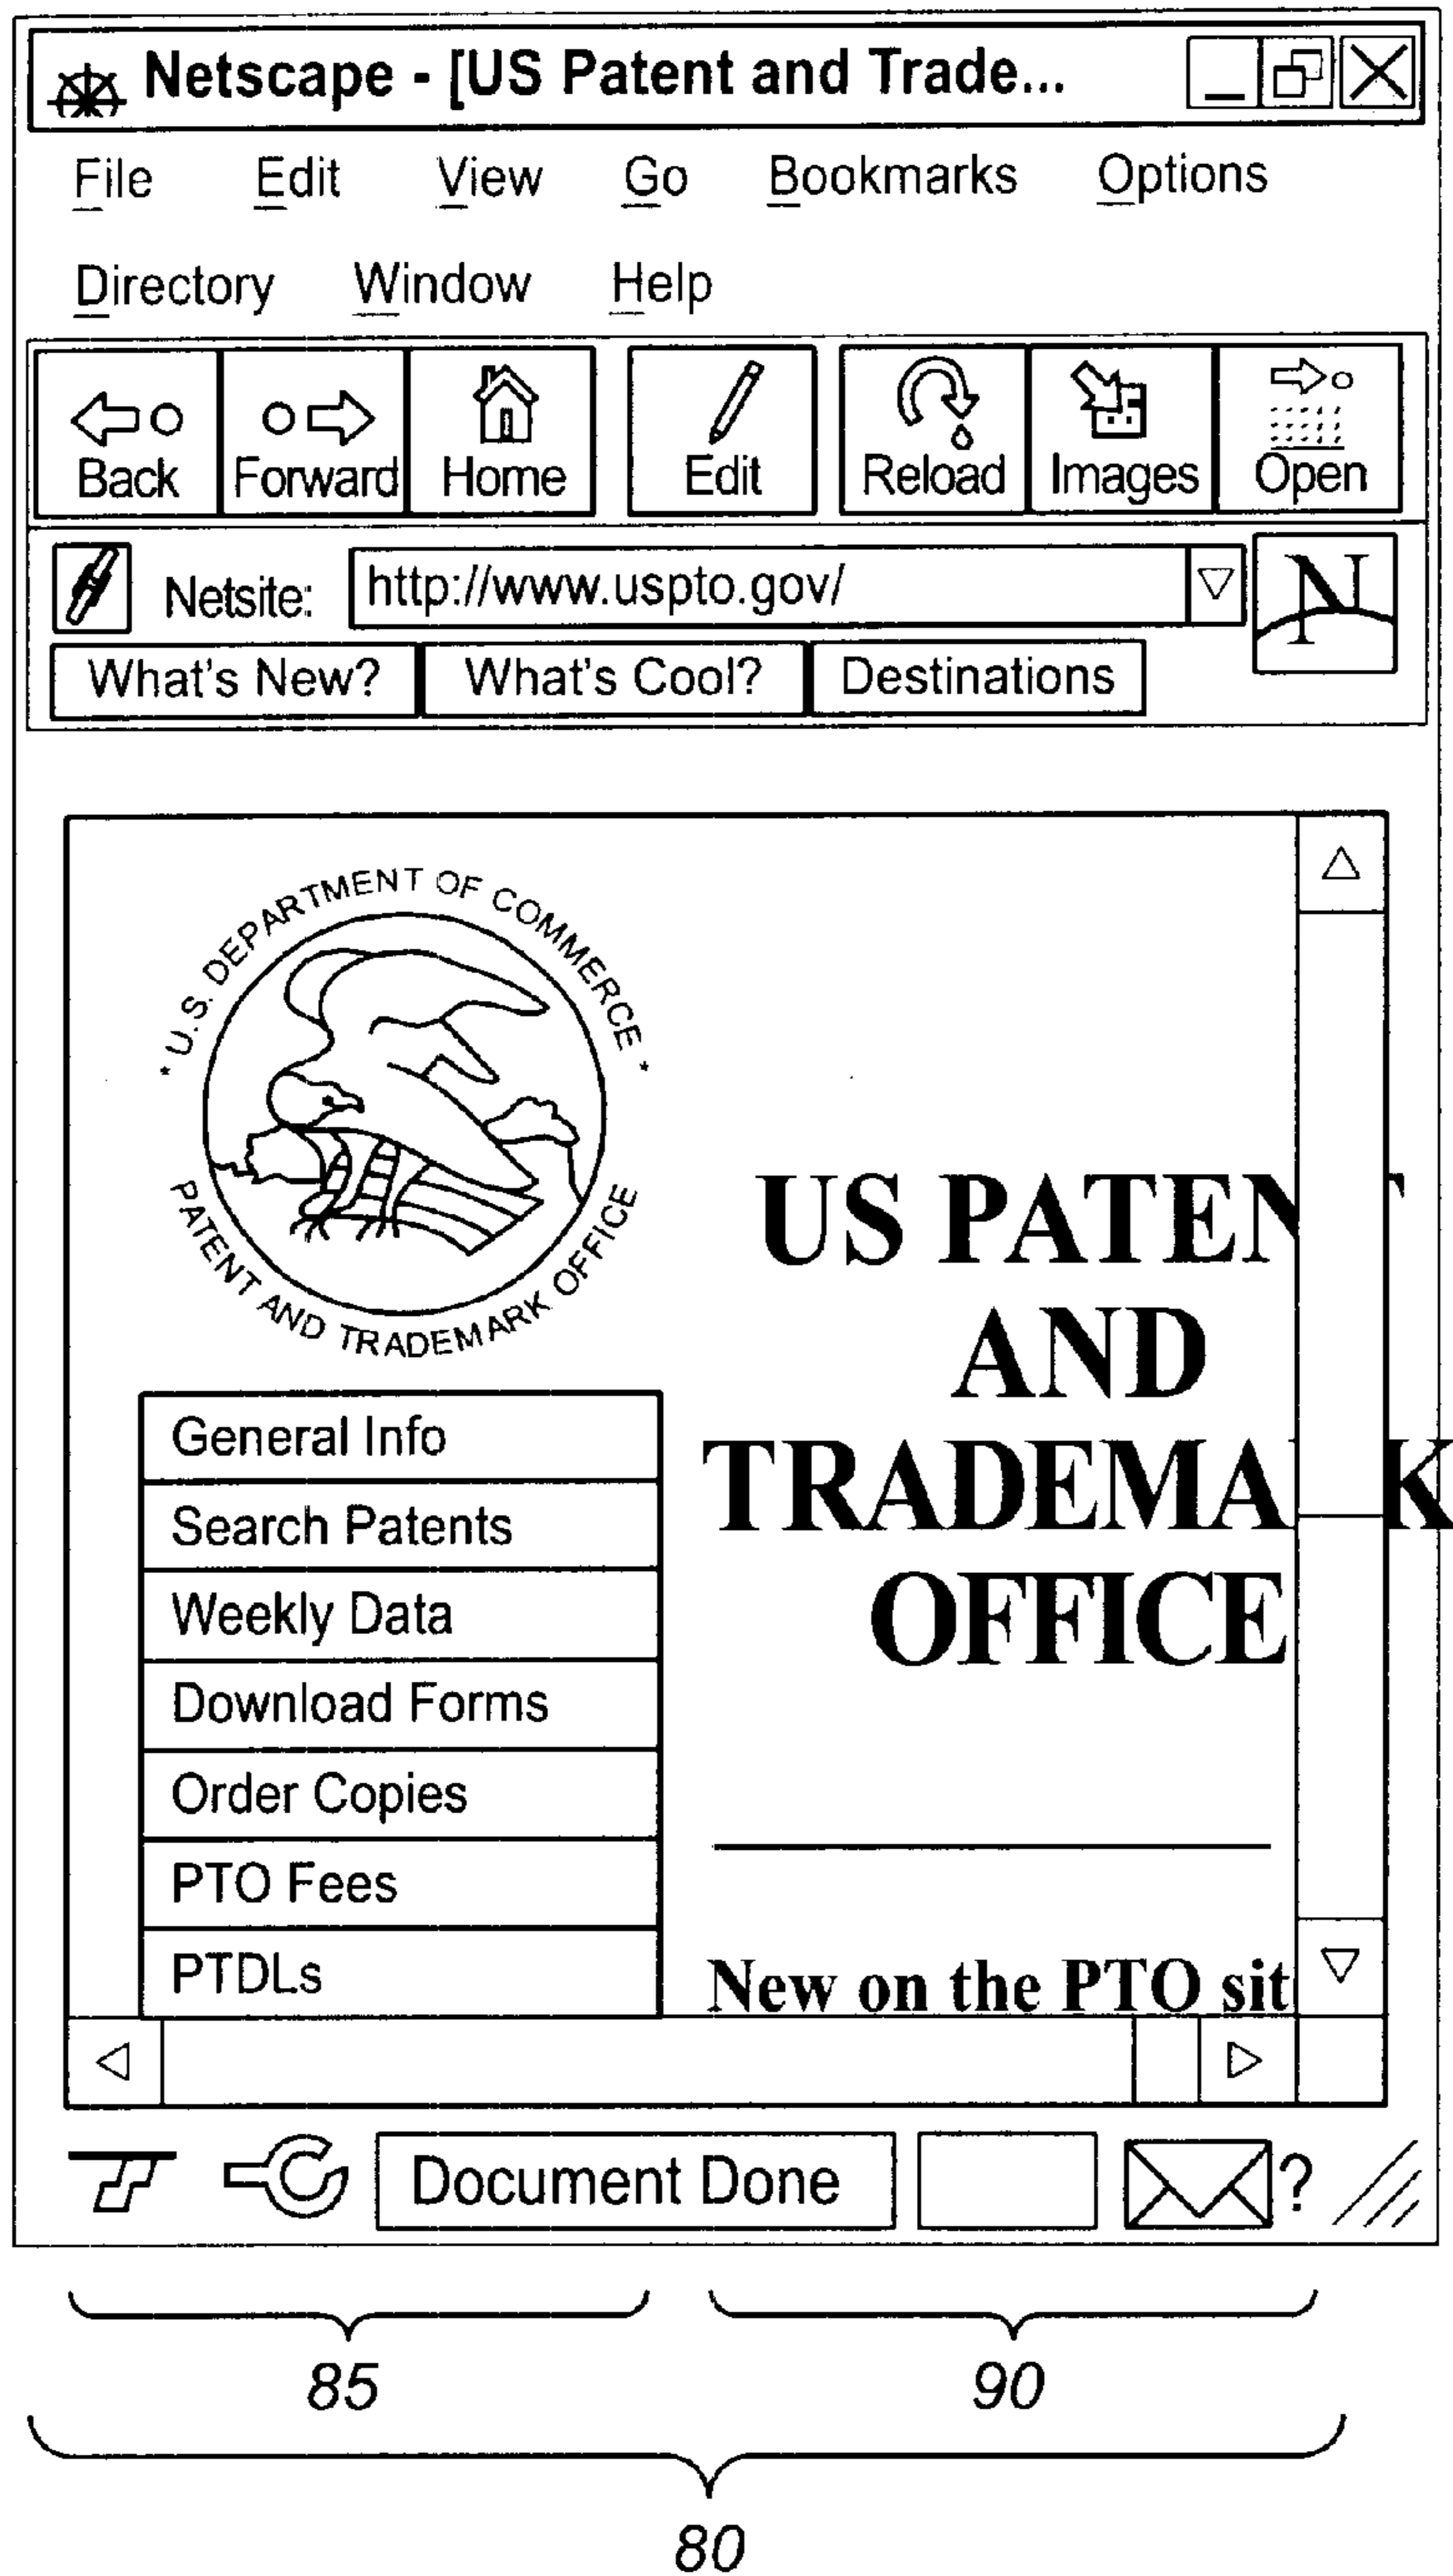 Netscape - [US Patent and Trade...
File Edit View Go Bookmarks Options
Directory Window Help
Back Forward Home Edit Reload Images Open
Netsite: http://www.uspto.gov/ N
What's New? What's Cool? Destinations
* U.S. DEPARTMENT OF COMMERCE *
PATENT AND TRADEMARK OFFICE
US PATENT
AND
TRADEMA K
OFFICE
General Info
Search Patents
Weekly Data
Download Forms
Order Copies
PTO Fees
PTDLs
New on the PTO sit
Document Done ?
85 90
80